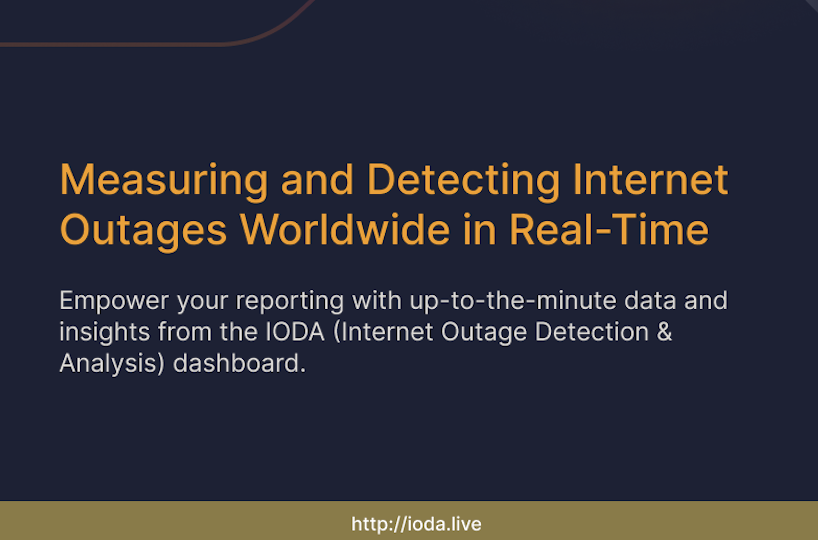 Measuring and Detecting Internet
Outages Worldwide in Real-Time
Empower your reporting with up-to-the-minute data and
insights from the IODA (Internet Outage Detection &
Analysis) dashboard.
http://ioda.live